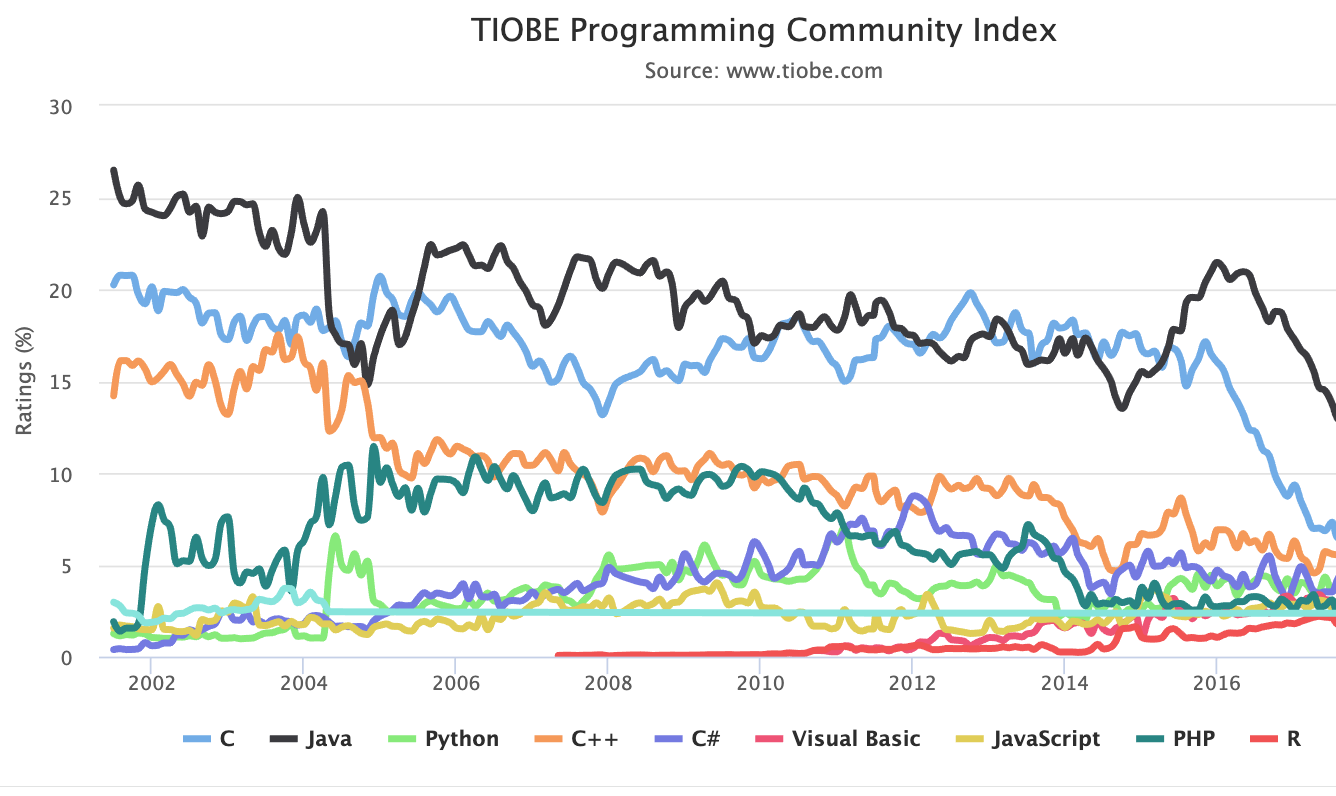 TIOBE Programming Community Index
Source: www.tiobe.com
Ratings (%)
30
25
20
15
10
5
0
2002 2004 2006 2008 2010 2012 2014 2016
C Java Python C++ C# Visual Basic JavaScript PHP R